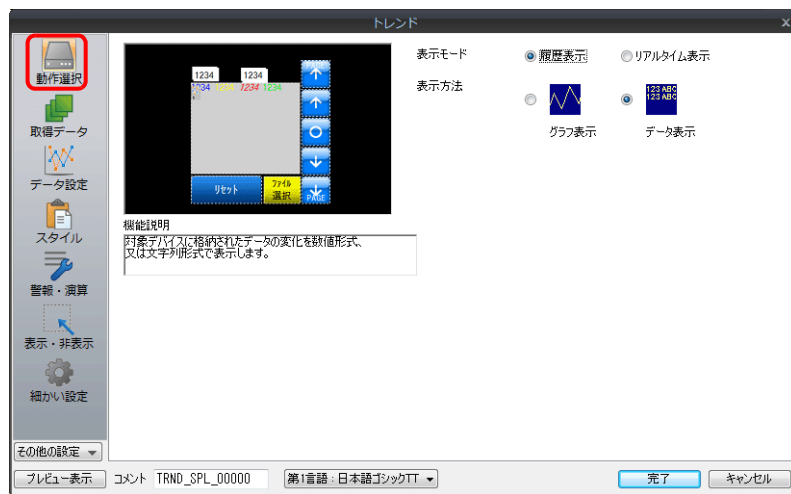 トレンド
x
動作選択
取得データ
データ設定
スタイル
警報・演算
表示・非表示
細かい設定
その他の設定
1234 1234
1234 1234 1234 1234
リセット
ファイル
選択
PAGE
機能説明
対象デバイスに格納されたデータの変化を数値形式、
又は文字列形式で表示します。
表示モード
履歴表示
リアルタイム表示
表示方法
グラフ表示
123 ABC
123 ABC
データ表示
プレビュー表示
コメント TRND_SPL_00000
第1言語 : 日本語ゴシックTT
完了
キャンセル